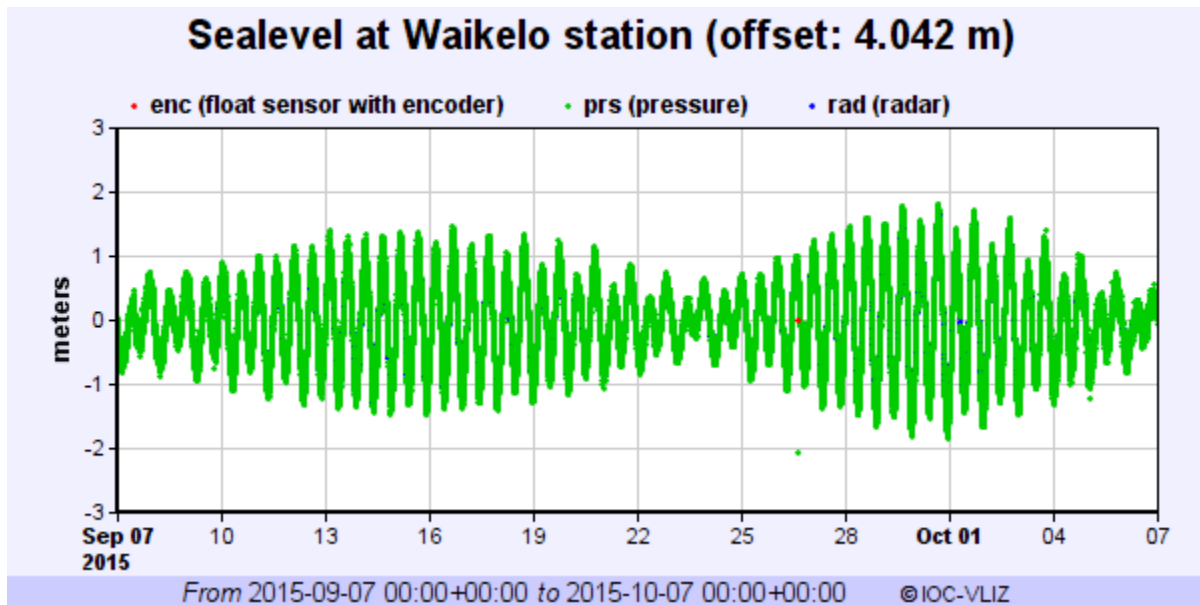 Sealevel at Waikelo station (offset: 4.042 m)
enc (float sensor with encoder) prs (pressure) rad (radar)
3
2
1
0
-1
-2
-3
meters
Sep 07 10 13 16 19 22 25 28 Oct 01 04 07
2015
From 2015-09-07 00:00+00:00 to 2015-10-07 00:00+00:00 ©IOC-VLIZ